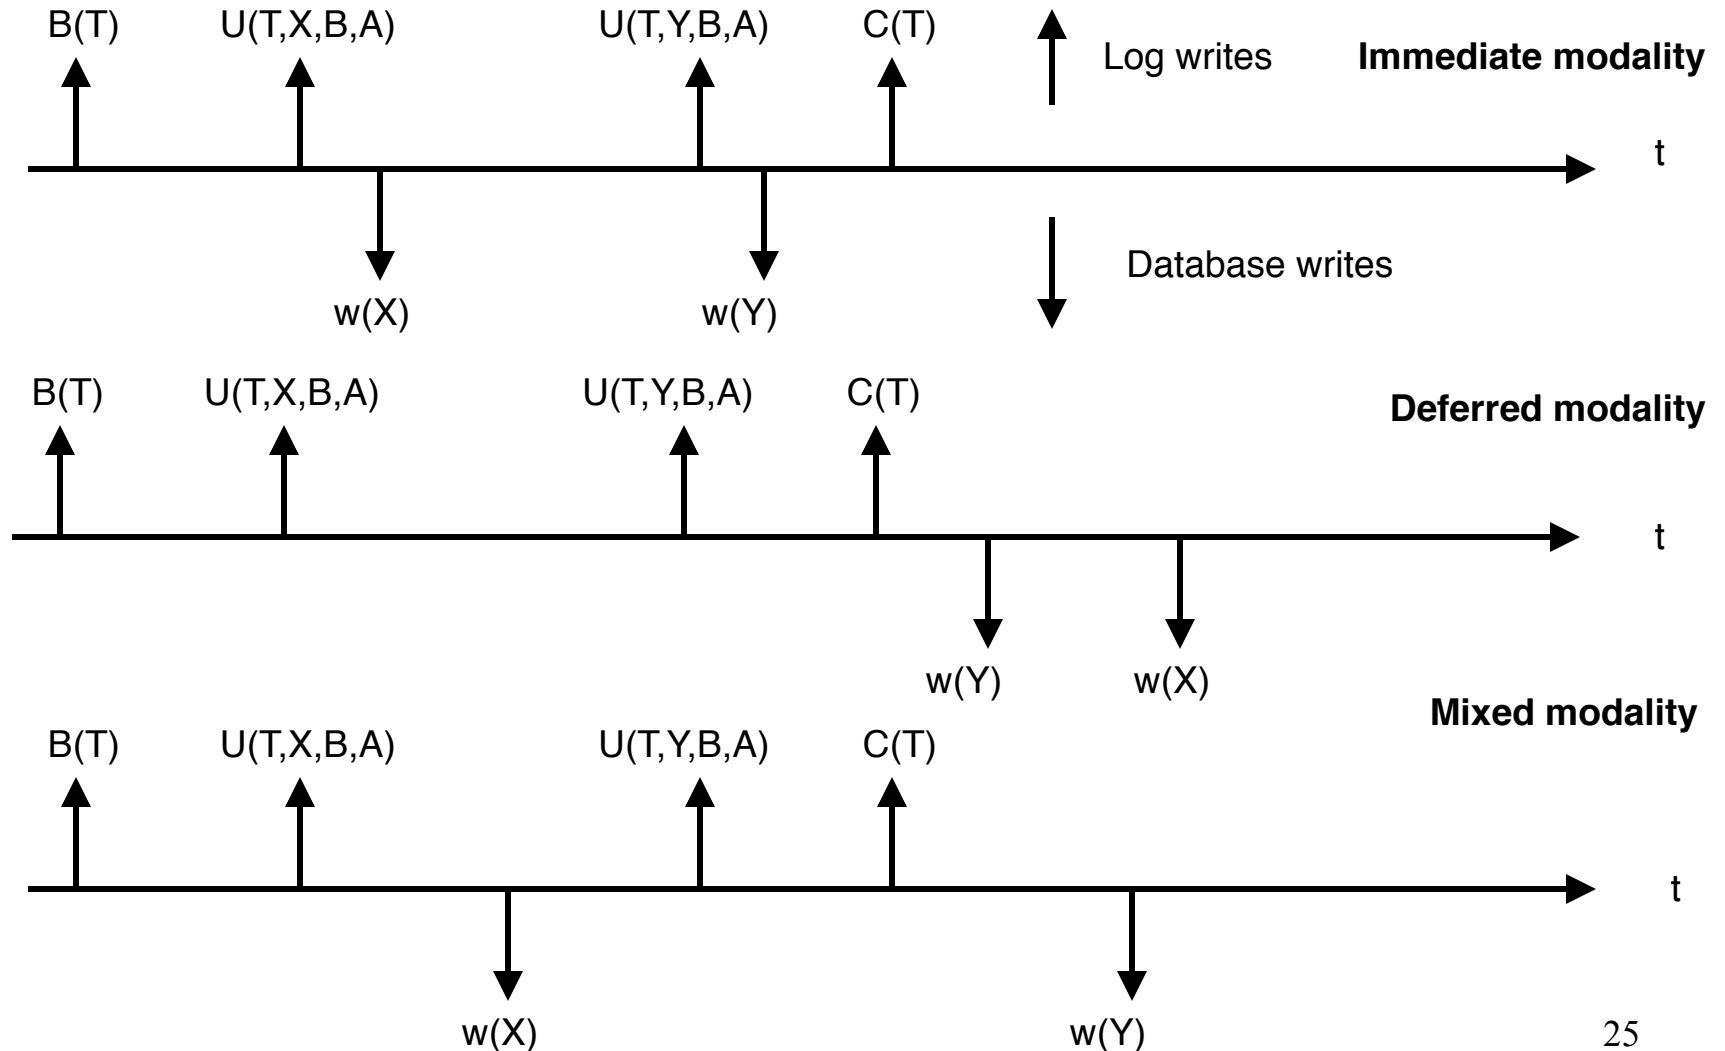 B(T) U(T,X,B,A) U(T,Y,B,A) C(T)
Log writes Immediate modality
t
Database writes
w(X) w(Y)
B(T) U(T,X,B,A) U(T,Y,B,A) C(T)
Deferred modality
t
w(Y) w(X)
Mixed modality
B(T) U(T,X,B,A) U(T,Y,B,A) C(T)
t
w(X) w(Y)
25